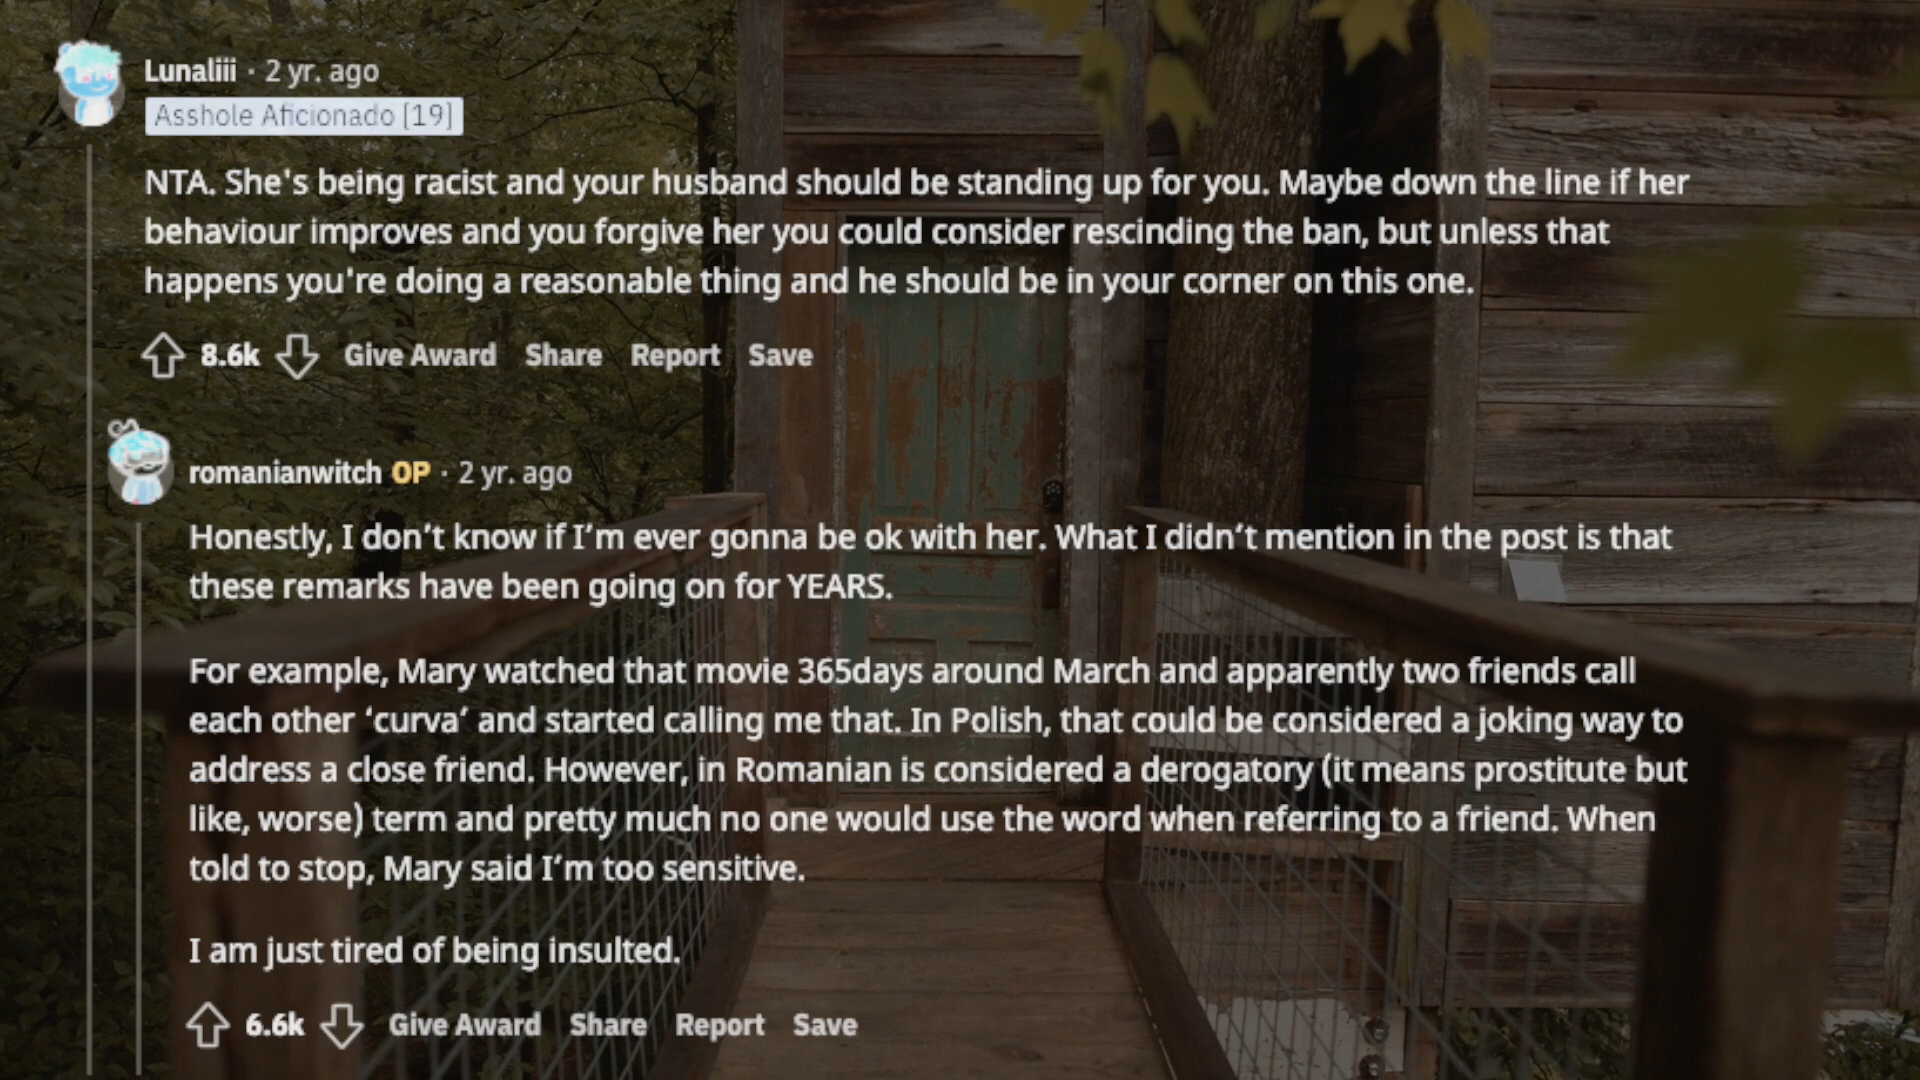 Lunaliii · 2 yr. ago
Asshole Aficionado [19]
NTA. She's being racist and your husband should be standing up for you. Maybe down the line if her
behaviour improves and you forgive her you could consider rescinding the ban, but unless that
happens you're doing a reasonable thing and he should be in your corner on this one.
8.6k Give Award Share Report Save
romanianwitch OP · 2 yr. ago
Honestly, I don’t know if I’m ever gonna be ok with her. What I didn’t mention in the post is that
these remarks have been going on for YEARS.
For example, Mary watched that movie 365days around March and apparently two friends call
each other ‘curva’ and started calling me that. In Polish, that could be considered a joking way to
address a close friend. However, in Romanian is considered a derogatory (it means prostitute but
like, worse) term and pretty much no one would use the word when referring to a friend. When
told to stop, Mary said I’m too sensitive.
I am just tired of being insulted.
6.6k Give Award Share Report Save